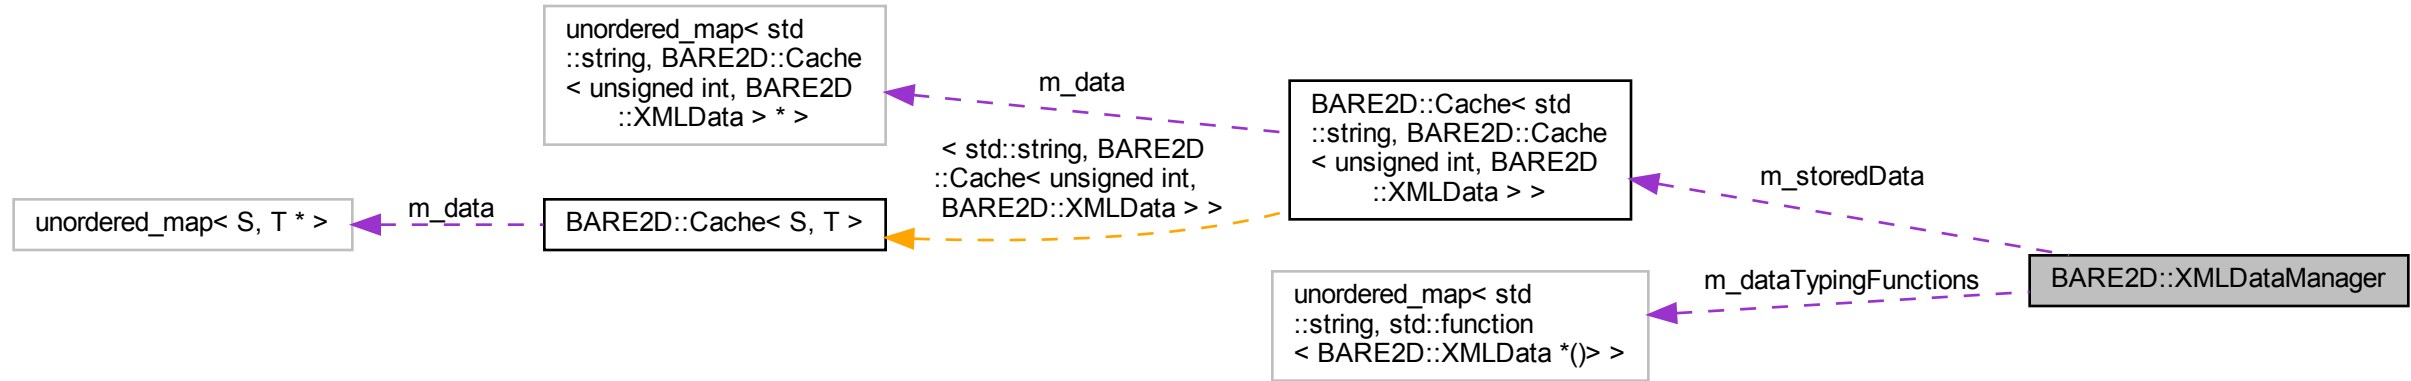 unordered_map< std
::string, BARE2D::Cache
< unsigned int, BARE2D
::XMLData > * >
m_data
BARE2D::Cache< std
::string, BARE2D::Cache
< unsigned int, BARE2D
::XMLData > >
< std::string, BARE2D
::Cache< unsigned int,
BARE2D::XMLData > >
m_storedData
unordered_map< S, T * >
m_data
BARE2D::Cache< S, T >
unordered_map< std
::string, std::function
< BARE2D::XMLData *()> >
m_dataTypingFunctions
BARE2D::XMLDataManager